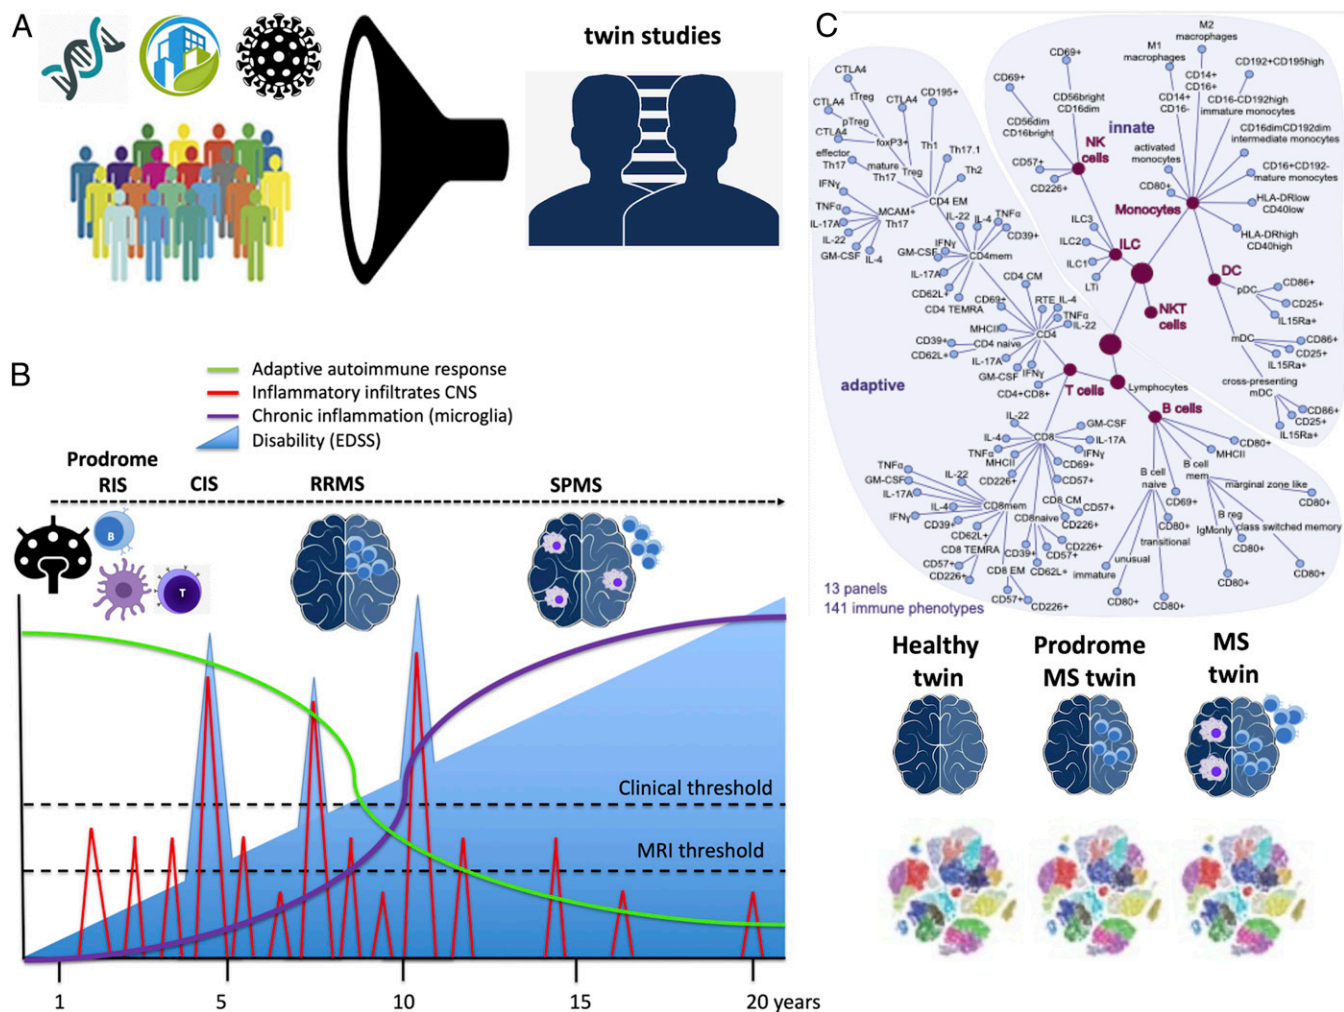 A
twin studies
B
Adaptive autoimmune response
Inflammatory infiltrates CNS
Chronic inflammation (microglia)
Disability (EDSS)
Prodrome
RIS
CIS
RRMS
SPMS
B
T
Clinical threshold
MRI threshold
1
5
10
15
20 years
C
CTLA4
tTreg
CTLA4
pTreg
CTLA4
foxP3+
CTLA4
CD195+
effector
Th17
mature
Th17
Treg
Th1
Th17.1
Th2
CD4 EM
IFNγ
TNFα
IL-17A
IL-22
GM-CSF
IL-4
MCAM+
Th17
IL-22
IL-4
TNFα
CD39+
IFNγ
GM-CSF
CD4mem
IL-17A
CD62L+
CD4 TEMRA
CD4 CM
CD69+
RTE
IL-4
TNFα
IL-22
MHCII
CD4
CD39+
CD4 naive
CD62L+
IL-17A
GM-CSF
IFNγ
CD4+CD8+
adaptive
T cells
Lymphocytes
B cells
IL-22
GM-CSF
IL-4
CD8
IL-17A
TNFα
IFNγ
MHCII
CD69+
CD226+
CD57+
TNFα
GM-CSF
IL-22
IL-17A
IL-4
CD8mem
IFNγ
CD39+
CD62L+
CD8 TEMRA
CD57+
CD226+
CD8 EM
CD57+
CD226+
CD8 CM
CD57+
CD226+
CD8naive
CD226+
CD57+
CD39+
CD62L+
CD80+
MHCII
B cell
naive
B cell
mem
marginal zone like
CD80+
CD69+
CD80+
B reg
IgMonly
class switched memory
CD80+
transitional
unusual
immature
CD80+
CD80+
CD80+
CD80+
13 panels
141 immune phenotypes
M2
macrophages
M1
macrophages
CD69+
CD69+
CD56bright
CD16dim
CD56dim
CD16bright
innate
NK
cells
CD57+
CD226+
CD14+
CD16+
CD14+
CD16-
CD192+CD195high
CD16-CD192high
immature monocytes
CD16dimCD192dim
intermediate monocytes
activated
monocytes
CD16+CD192-
mature monocytes
CD80+
HLA-DRlow
CD40low
Monocytes
HLA-DRhigh
CD40high
ILC3
ILC2
ILC
ILC1
LTi
NKT
cells
DC
pDC
CD86+
CD25+
IL15Ra+
mDC
CD86+
CD25+
IL15Ra+
cross-presenting
mDC
CD86+
CD25+
IL15Ra+
Healthy
twin
Prodrome
MS twin
MS
twin